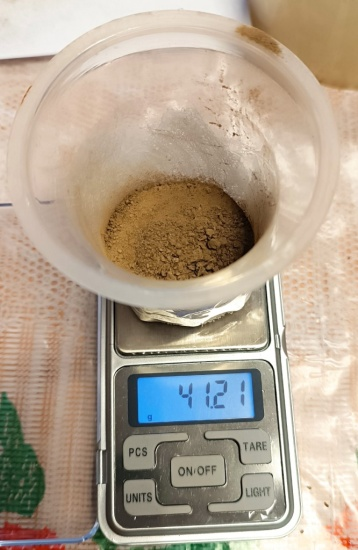 41.21
g
PCS
TARE
ON/OFF
UNITS
LIGHT